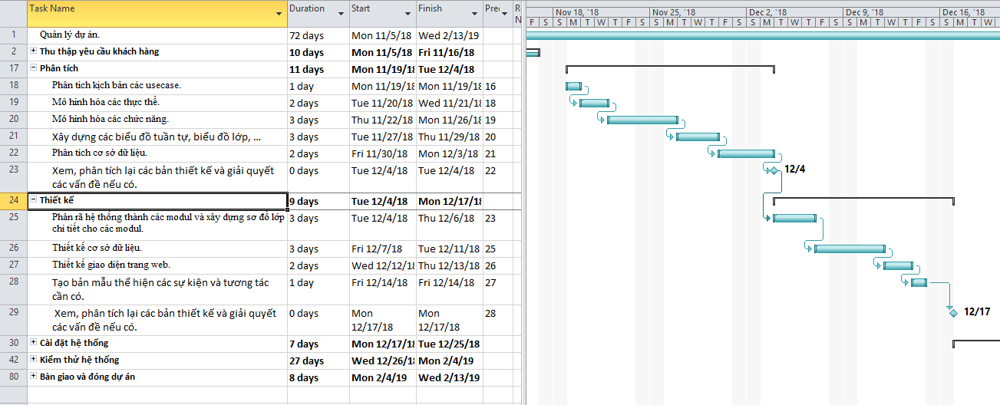 Task Name Duration Start Finish Pre R N
Nov 18, '18 Nov 25, '18 Dec 2, '18 Dec 9, '18 Dec 16, '18
F S S M T W T F S S M T W T F S S M T W T F S S M T W T F S S M T W
1 Quản lý dự án. 72 days Mon 11/5/18 Wed 2/13/19
2 Thu thập yêu cầu khách hàng 10 days Mon 11/5/18 Fri 11/16/18
17 Phân tích 11 days Mon 11/19/18 Tue 12/4/18
18 Phân tích kịch bản các usecase. 1 day Mon 11/19/18 Mon 11/19/18 16
19 Mô hình hóa các thực thể. 2 days Tue 11/20/18 Wed 11/21/18 18
20 Mô hình hóa các chức năng. 3 days Thu 11/22/18 Mon 11/26/18 19
21 Xây dựng các biểu đồ tuần tự, biểu đồ lớp, ... 3 days Tue 11/27/18 Thu 11/29/18 20
22 Phân tích cơ sở dữ liệu. 2 days Fri 11/30/18 Mon 12/3/18 21
23 Xem, phân tích lại các bản thiết kế và giải quyết 0 days Tue 12/4/18 Tue 12/4/18 22 12/4
các vấn đề nếu có.
24 Thiết kế 9 days Tue 12/4/18 Mon 12/17/18
25 Phân rã hệ thống thành các modul và xây dựng sơ đồ lớp 3 days Tue 12/4/18 Thu 12/6/18 23
chi tiết cho các modul.
26 Thiết kế cơ sở dữ liệu. 3 days Fri 12/7/18 Tue 12/11/18 25
27 Thiết kế giao diện trang web. 2 days Wed 12/12/18 Thu 12/13/18 26
28 Tạo bản mẫu thể hiện các sự kiện và tương tác 1 day Fri 12/14/18 Fri 12/14/18 27
cần có.
29 Xem, phân tích lại các bản thiết kế và giải quyết 0 days Mon Mon 28 12/17
các vấn đề nếu có. 12/17/18 12/17/18
30 Cài đặt hệ thống 7 days Mon 12/17/18 Tue 12/25/18
42 Kiểm thử hệ thống 27 days Wed 12/26/18 Mon 2/4/19
80 Bàn giao và đóng dự án 8 days Mon 2/4/19 Wed 2/13/19